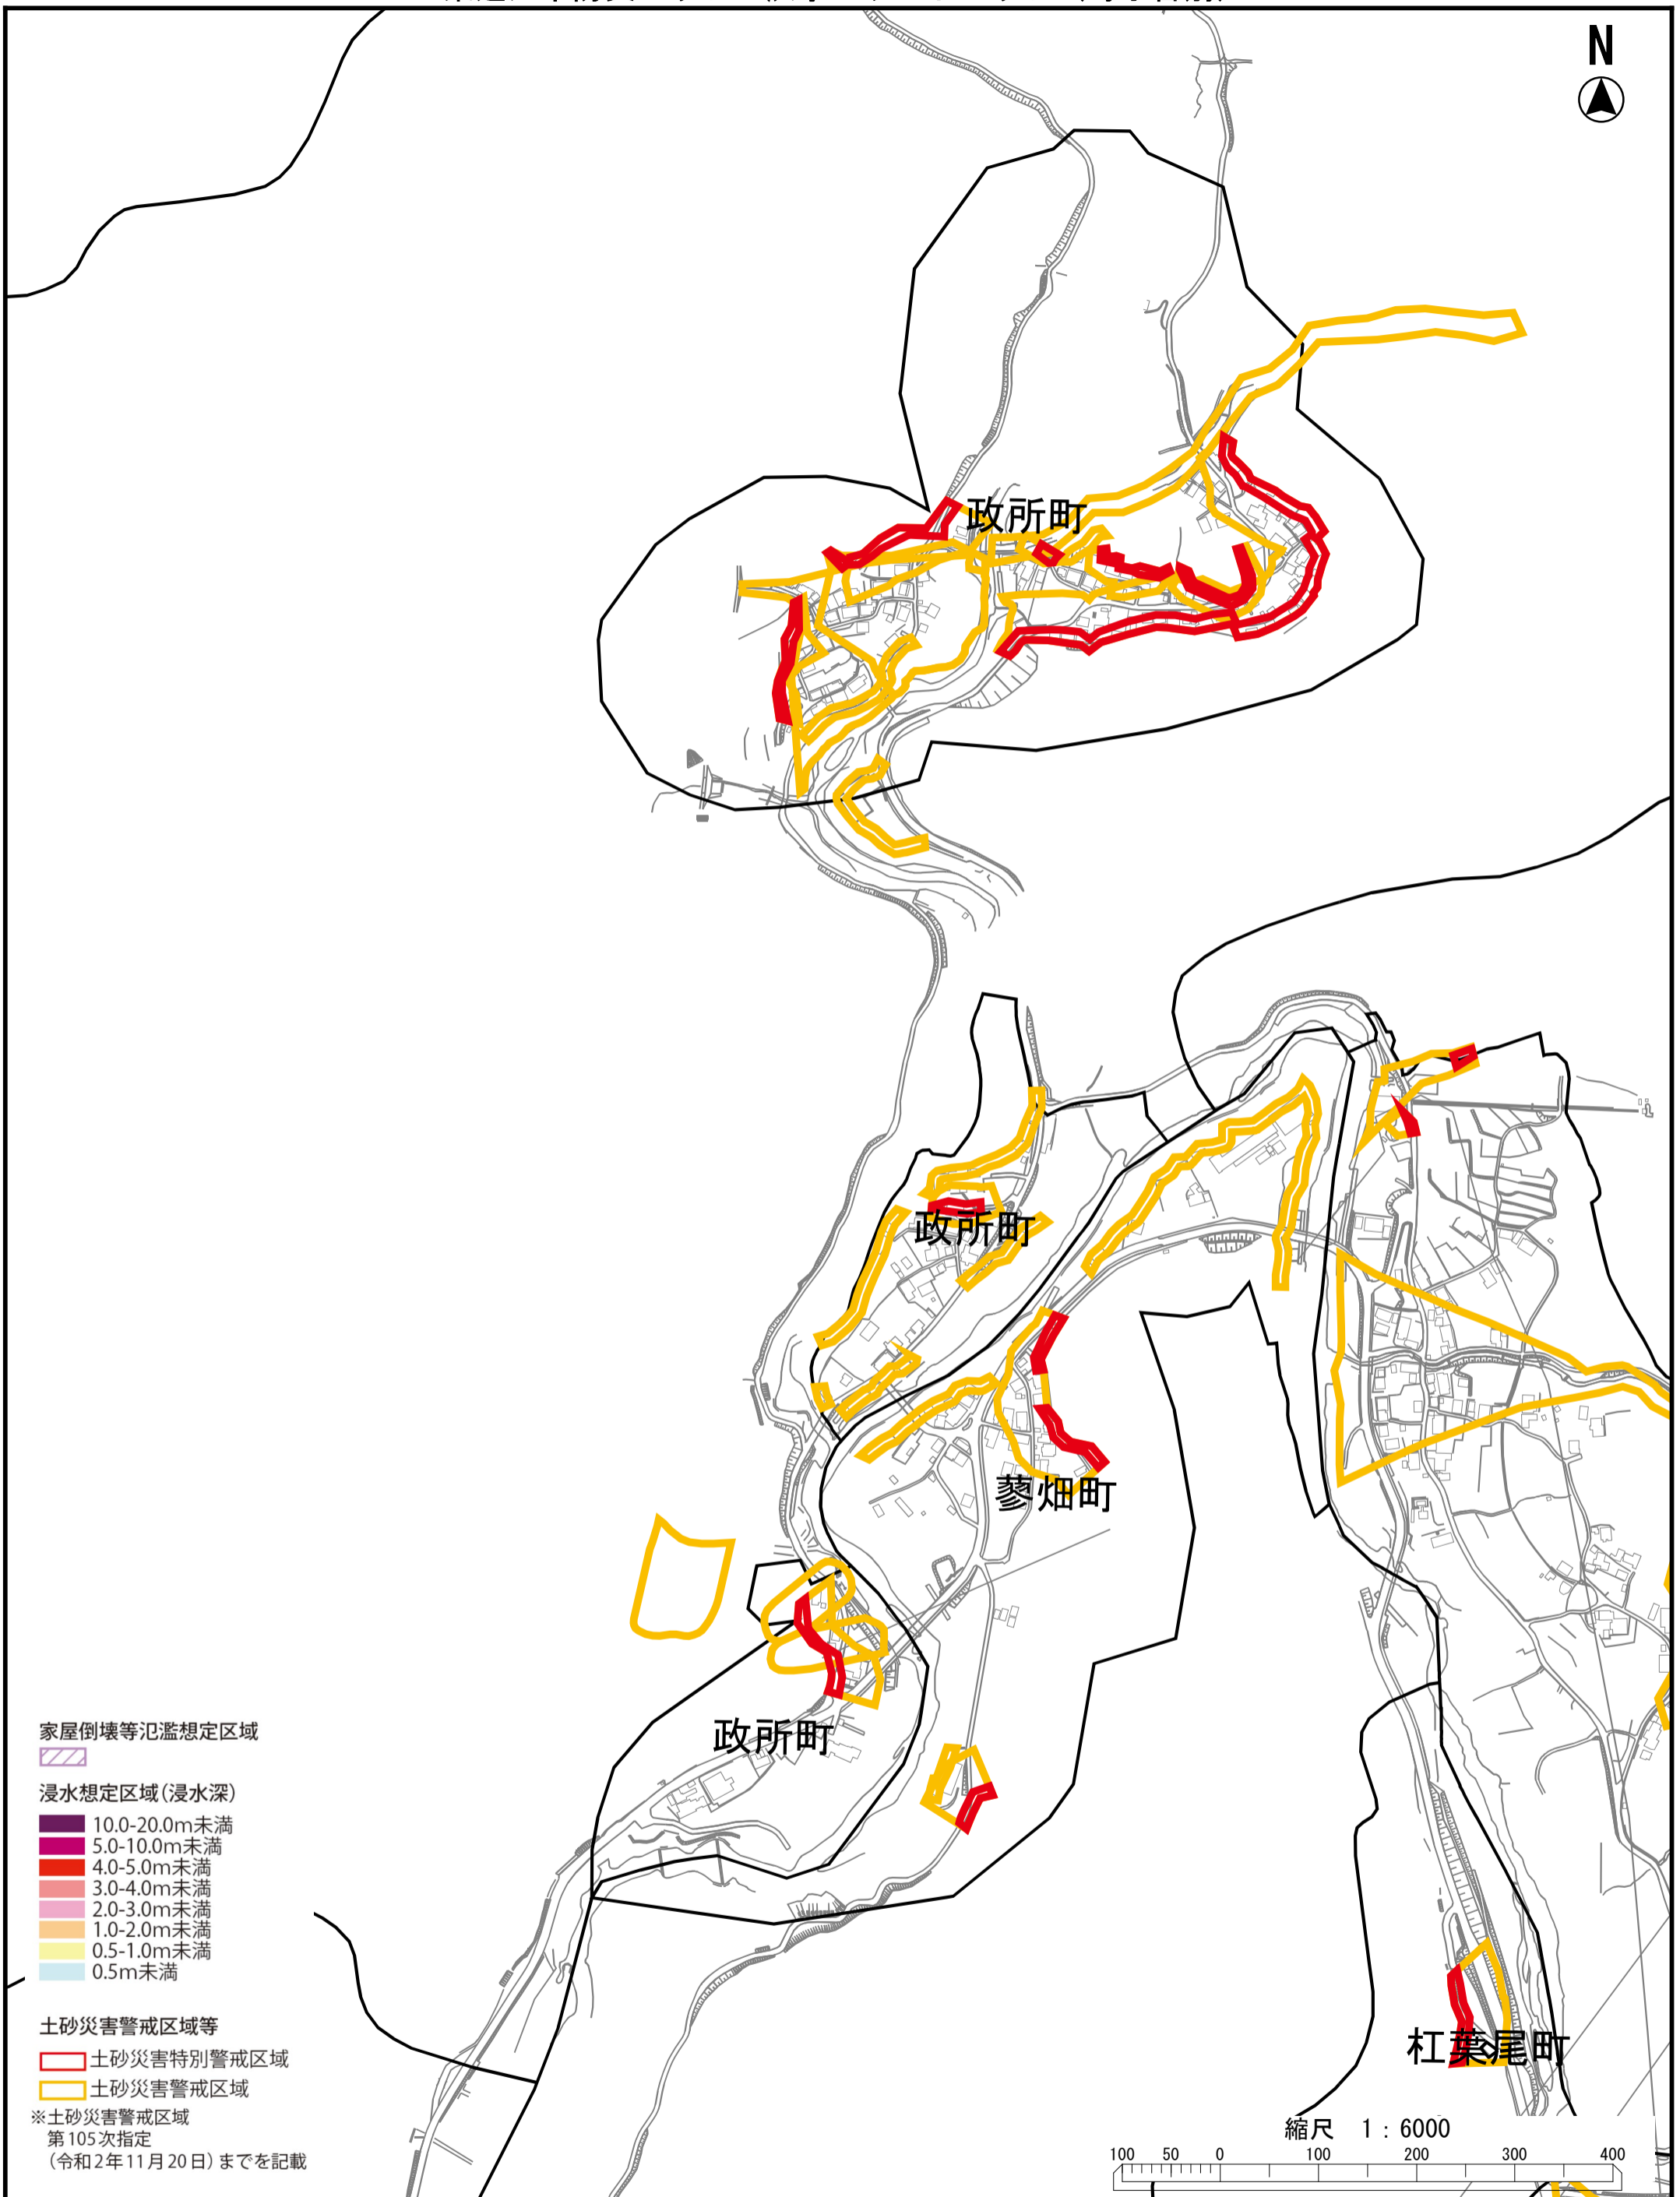 N
政所町
政所町
蓼畑町
政所町
杠葉尾町
家屋倒壊等氾濫想定区域
浸水想定区域(浸水深)
10.0-20.0m未満
5.0-10.0m未満
4.0-5.0m未満
3.0-4.0m未満
2.0-3.0m未満
1.0-2.0m未満
0.5-1.0m未満
0.5m未満
土砂災害警戒区域等
土砂災害特別警戒区域
土砂災害警戒区域
※土砂災害警戒区域
第105次指定
(令和2年11月20日)までを記載
縮尺 1：6000
100 50 0 100 200 300 400